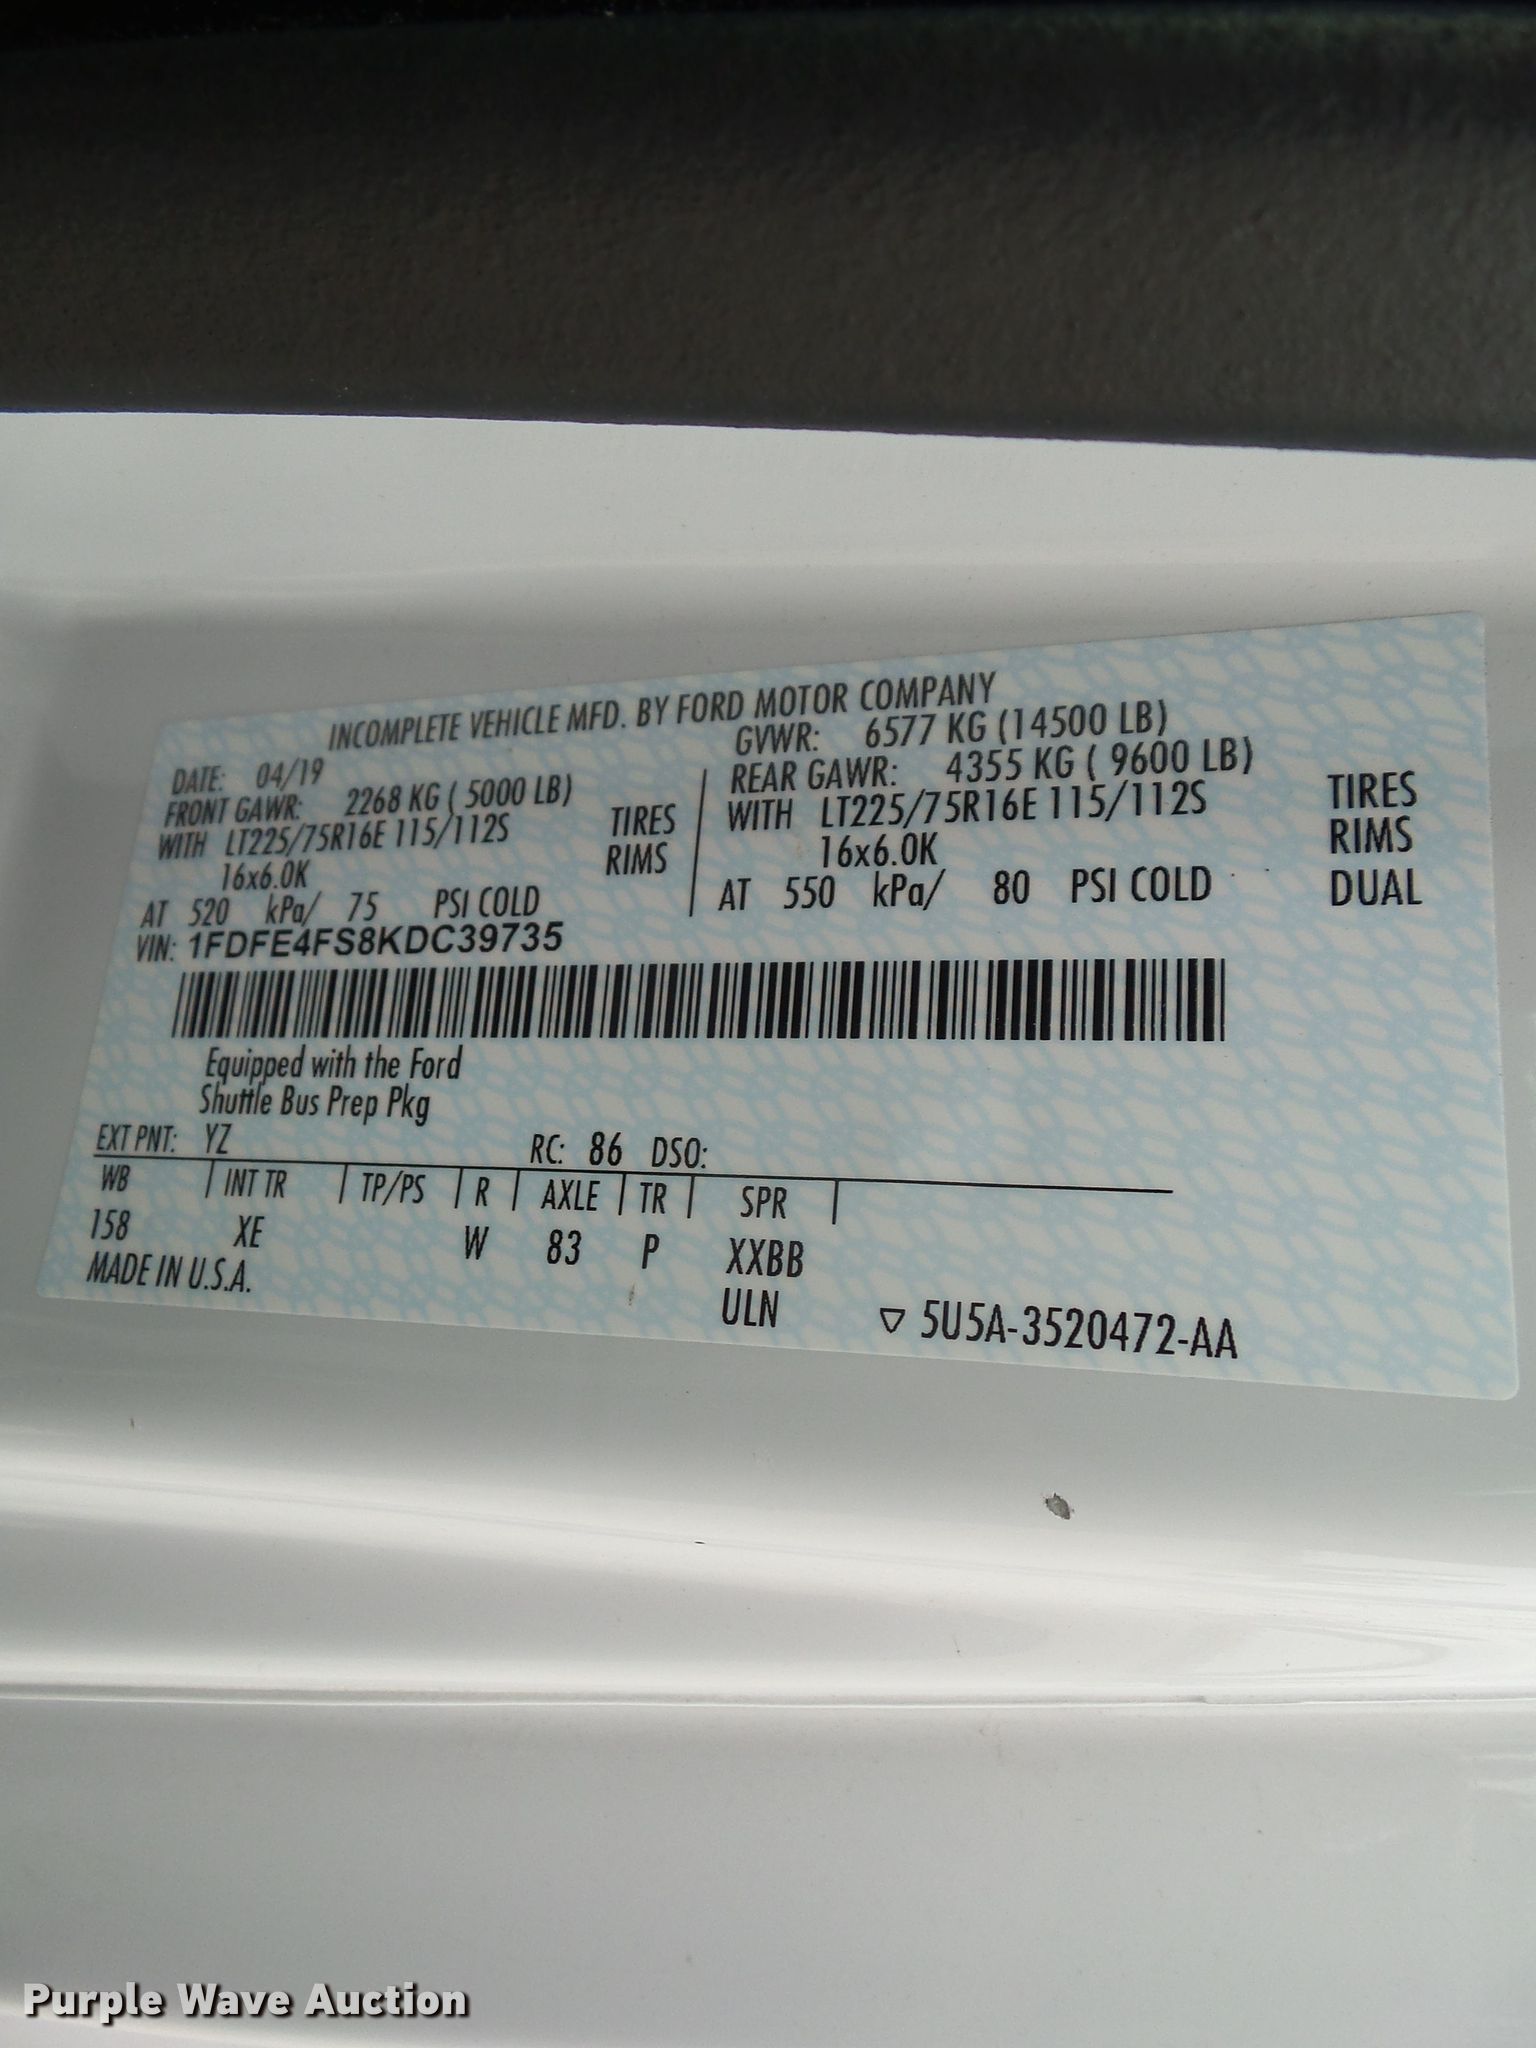 INCOMPLETE VEHICLE MFD. BY FORD MOTOR COMPANY
DATE: 04/19 GVWR: 6577 KG (14500 LB)
FRONT GAWR: 2268 KG ( 5000 LB) REAR GAWR: 4355 KG ( 9600 LB)
WITH LT225/75R16E 115/112S TIRES WITH LT225/75R16E 115/112S TIRES
16x6.0K RIMS 16x6.0K RIMS
AT 520 kPa/ 75 PSI COLD AT 550 kPa/ 80 PSI COLD DUAL
VIN: 1FDFE4FS8KDC39735
Equipped with the Ford
Shuttle Bus Prep Pkg
EXT PNT: YZ RC: 86 DSO:
WB INT TR TP/PS R AXLE TR SPR
158 XE W 83 P XXBB
MADE IN U.S.A. ULN ▽ 5U5A-3520472-AA
Purple Wave Auction